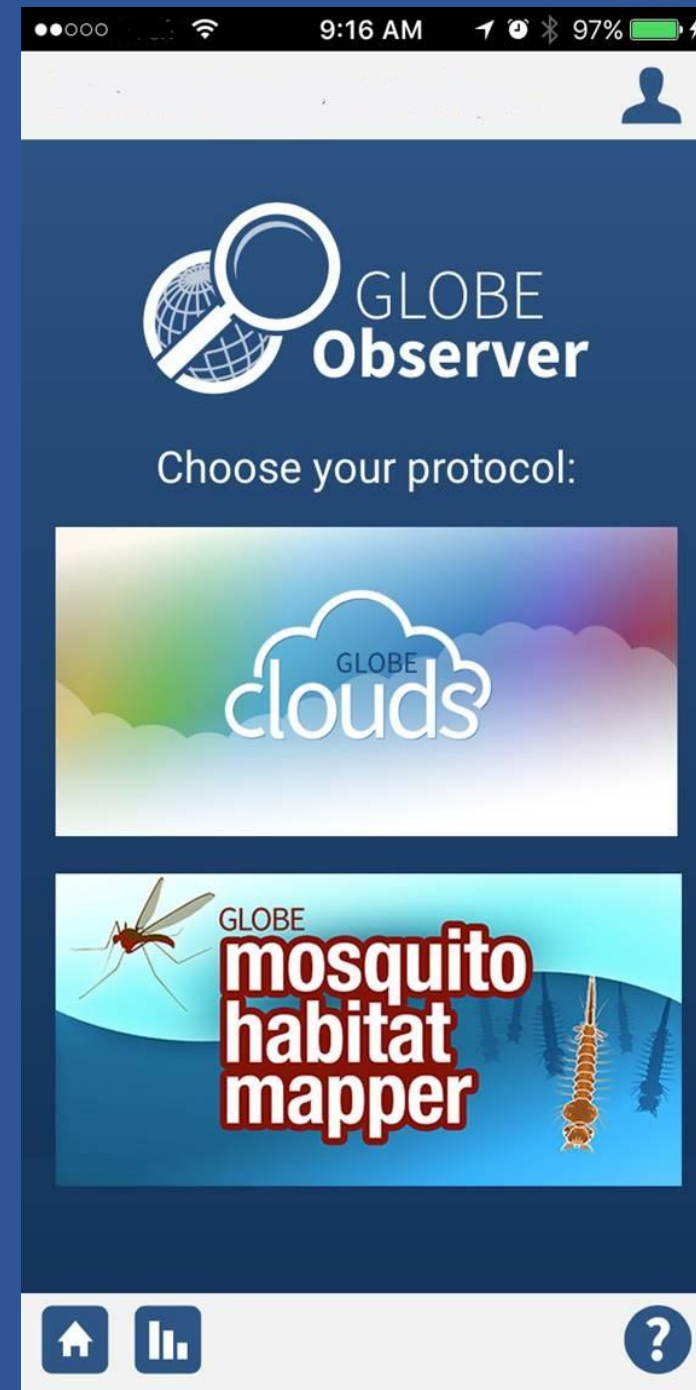 9:16 AM
97%
GLOBE
Observer
Choose your protocol:
GLOBE
clouds
GLOBE
mosquito
habitat
mapper
?